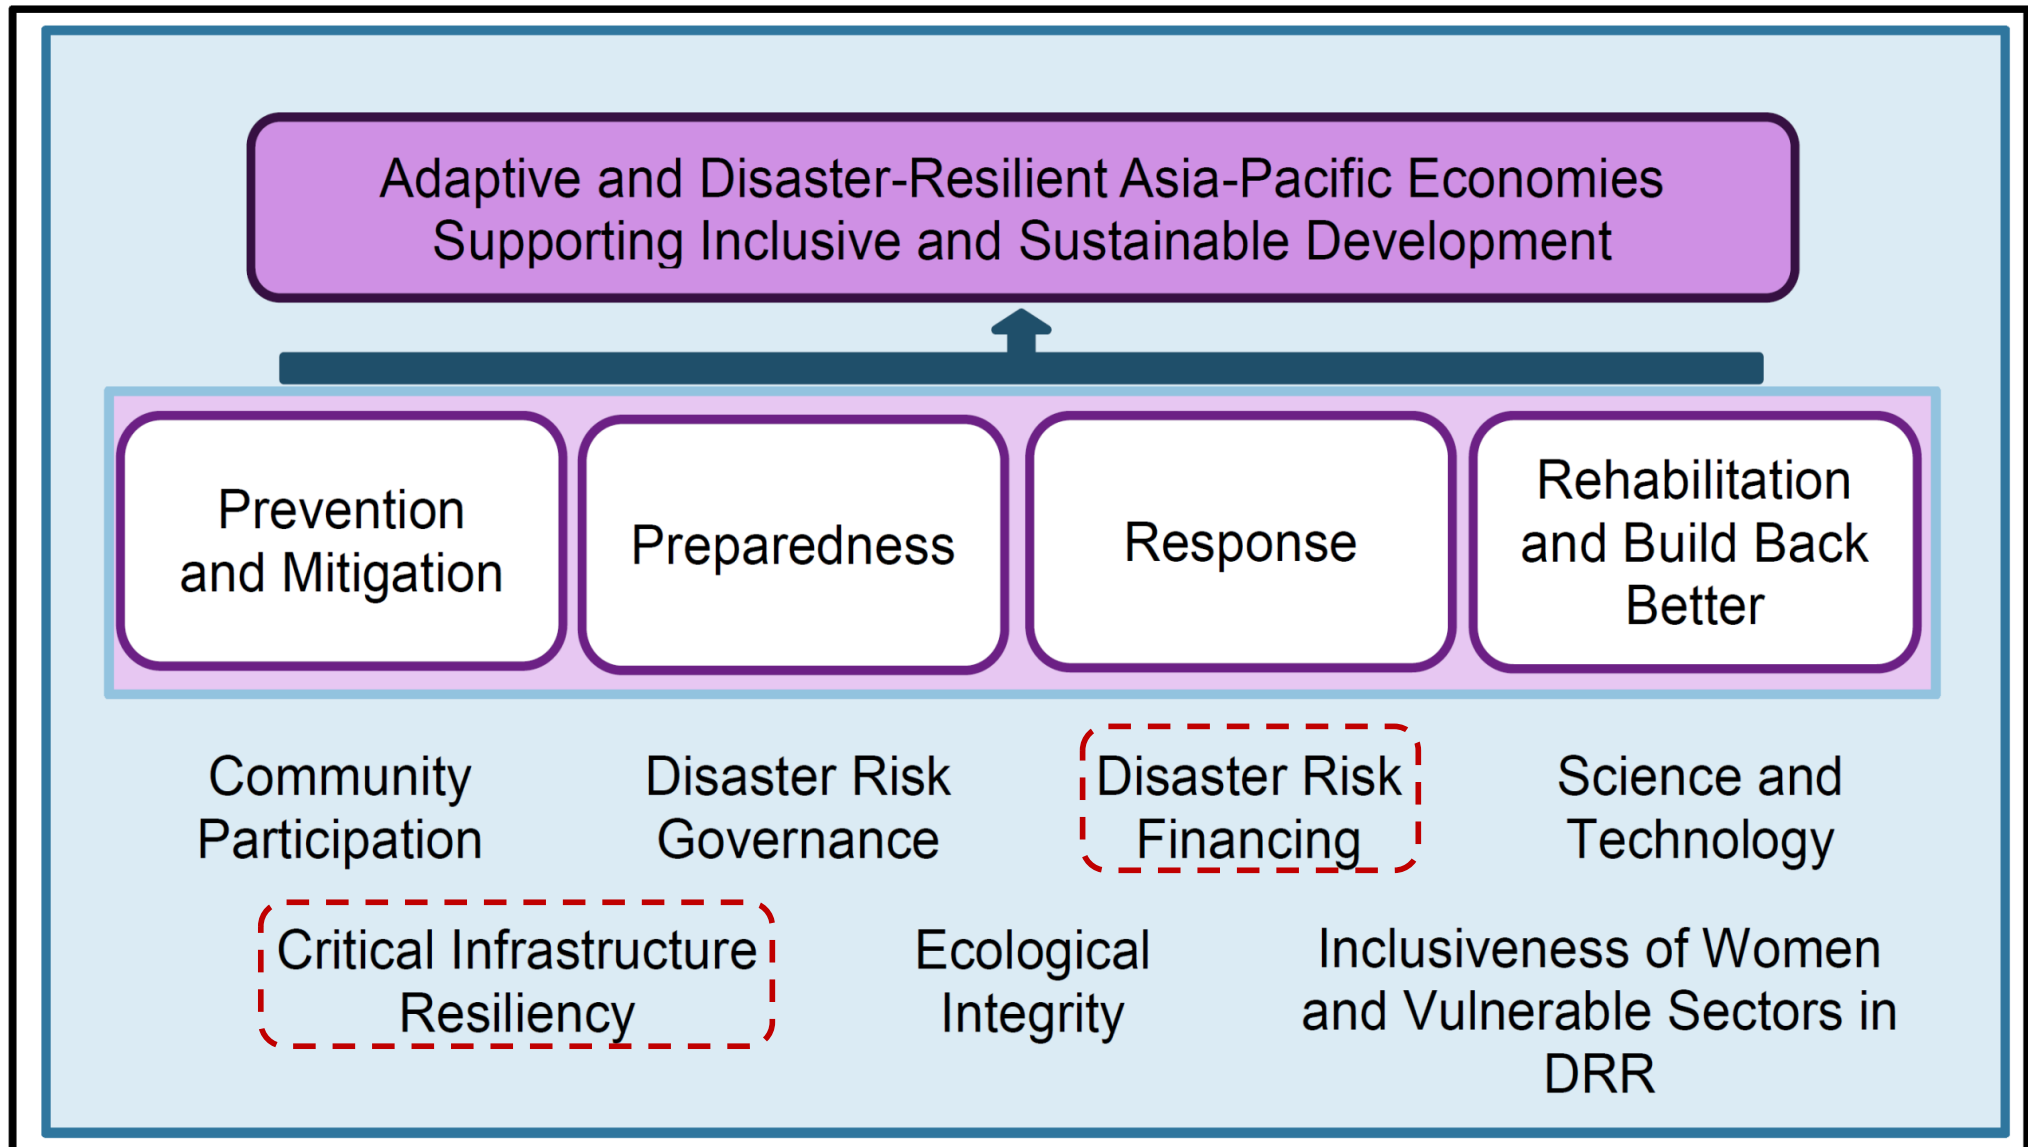 Adaptive and Disaster-Resilient Asia-Pacific Economies
Supporting Inclusive and Sustainable Development
Prevention
and Mitigation
Preparedness
Response
Rehabilitation
and Build Back
Better
Community
Participation
Disaster Risk
Governance
Disaster Risk
Financing
Science and
Technology
Critical Infrastructure
Resiliency
Ecological
Integrity
Inclusiveness of Women
and Vulnerable Sectors in
DRR